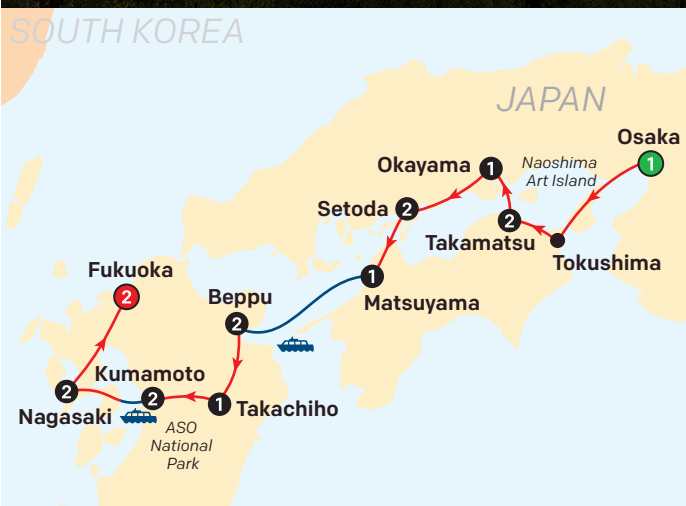 SOUTH KOREA
JAPAN
Osaka
1
Naoshima
Art Island
Okayama
1
Setoda
2
Takamatsu
2
Tokushima
Matsuyama
1
Fukuoka
2
Beppu
2
Kumamoto
2
Nagasaki
2
Takachiho
1
ASO
National
Park